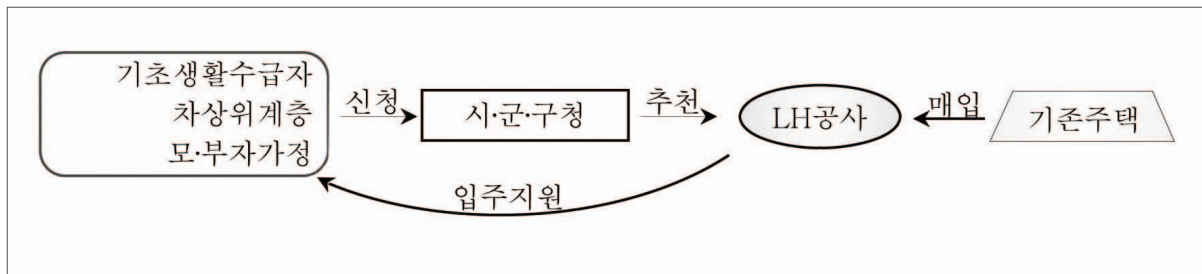 기초생활수급자
차상위계층
모·부자가정
신청
시·군·구청
추천
LH공사
매입
기존주택
입주지원